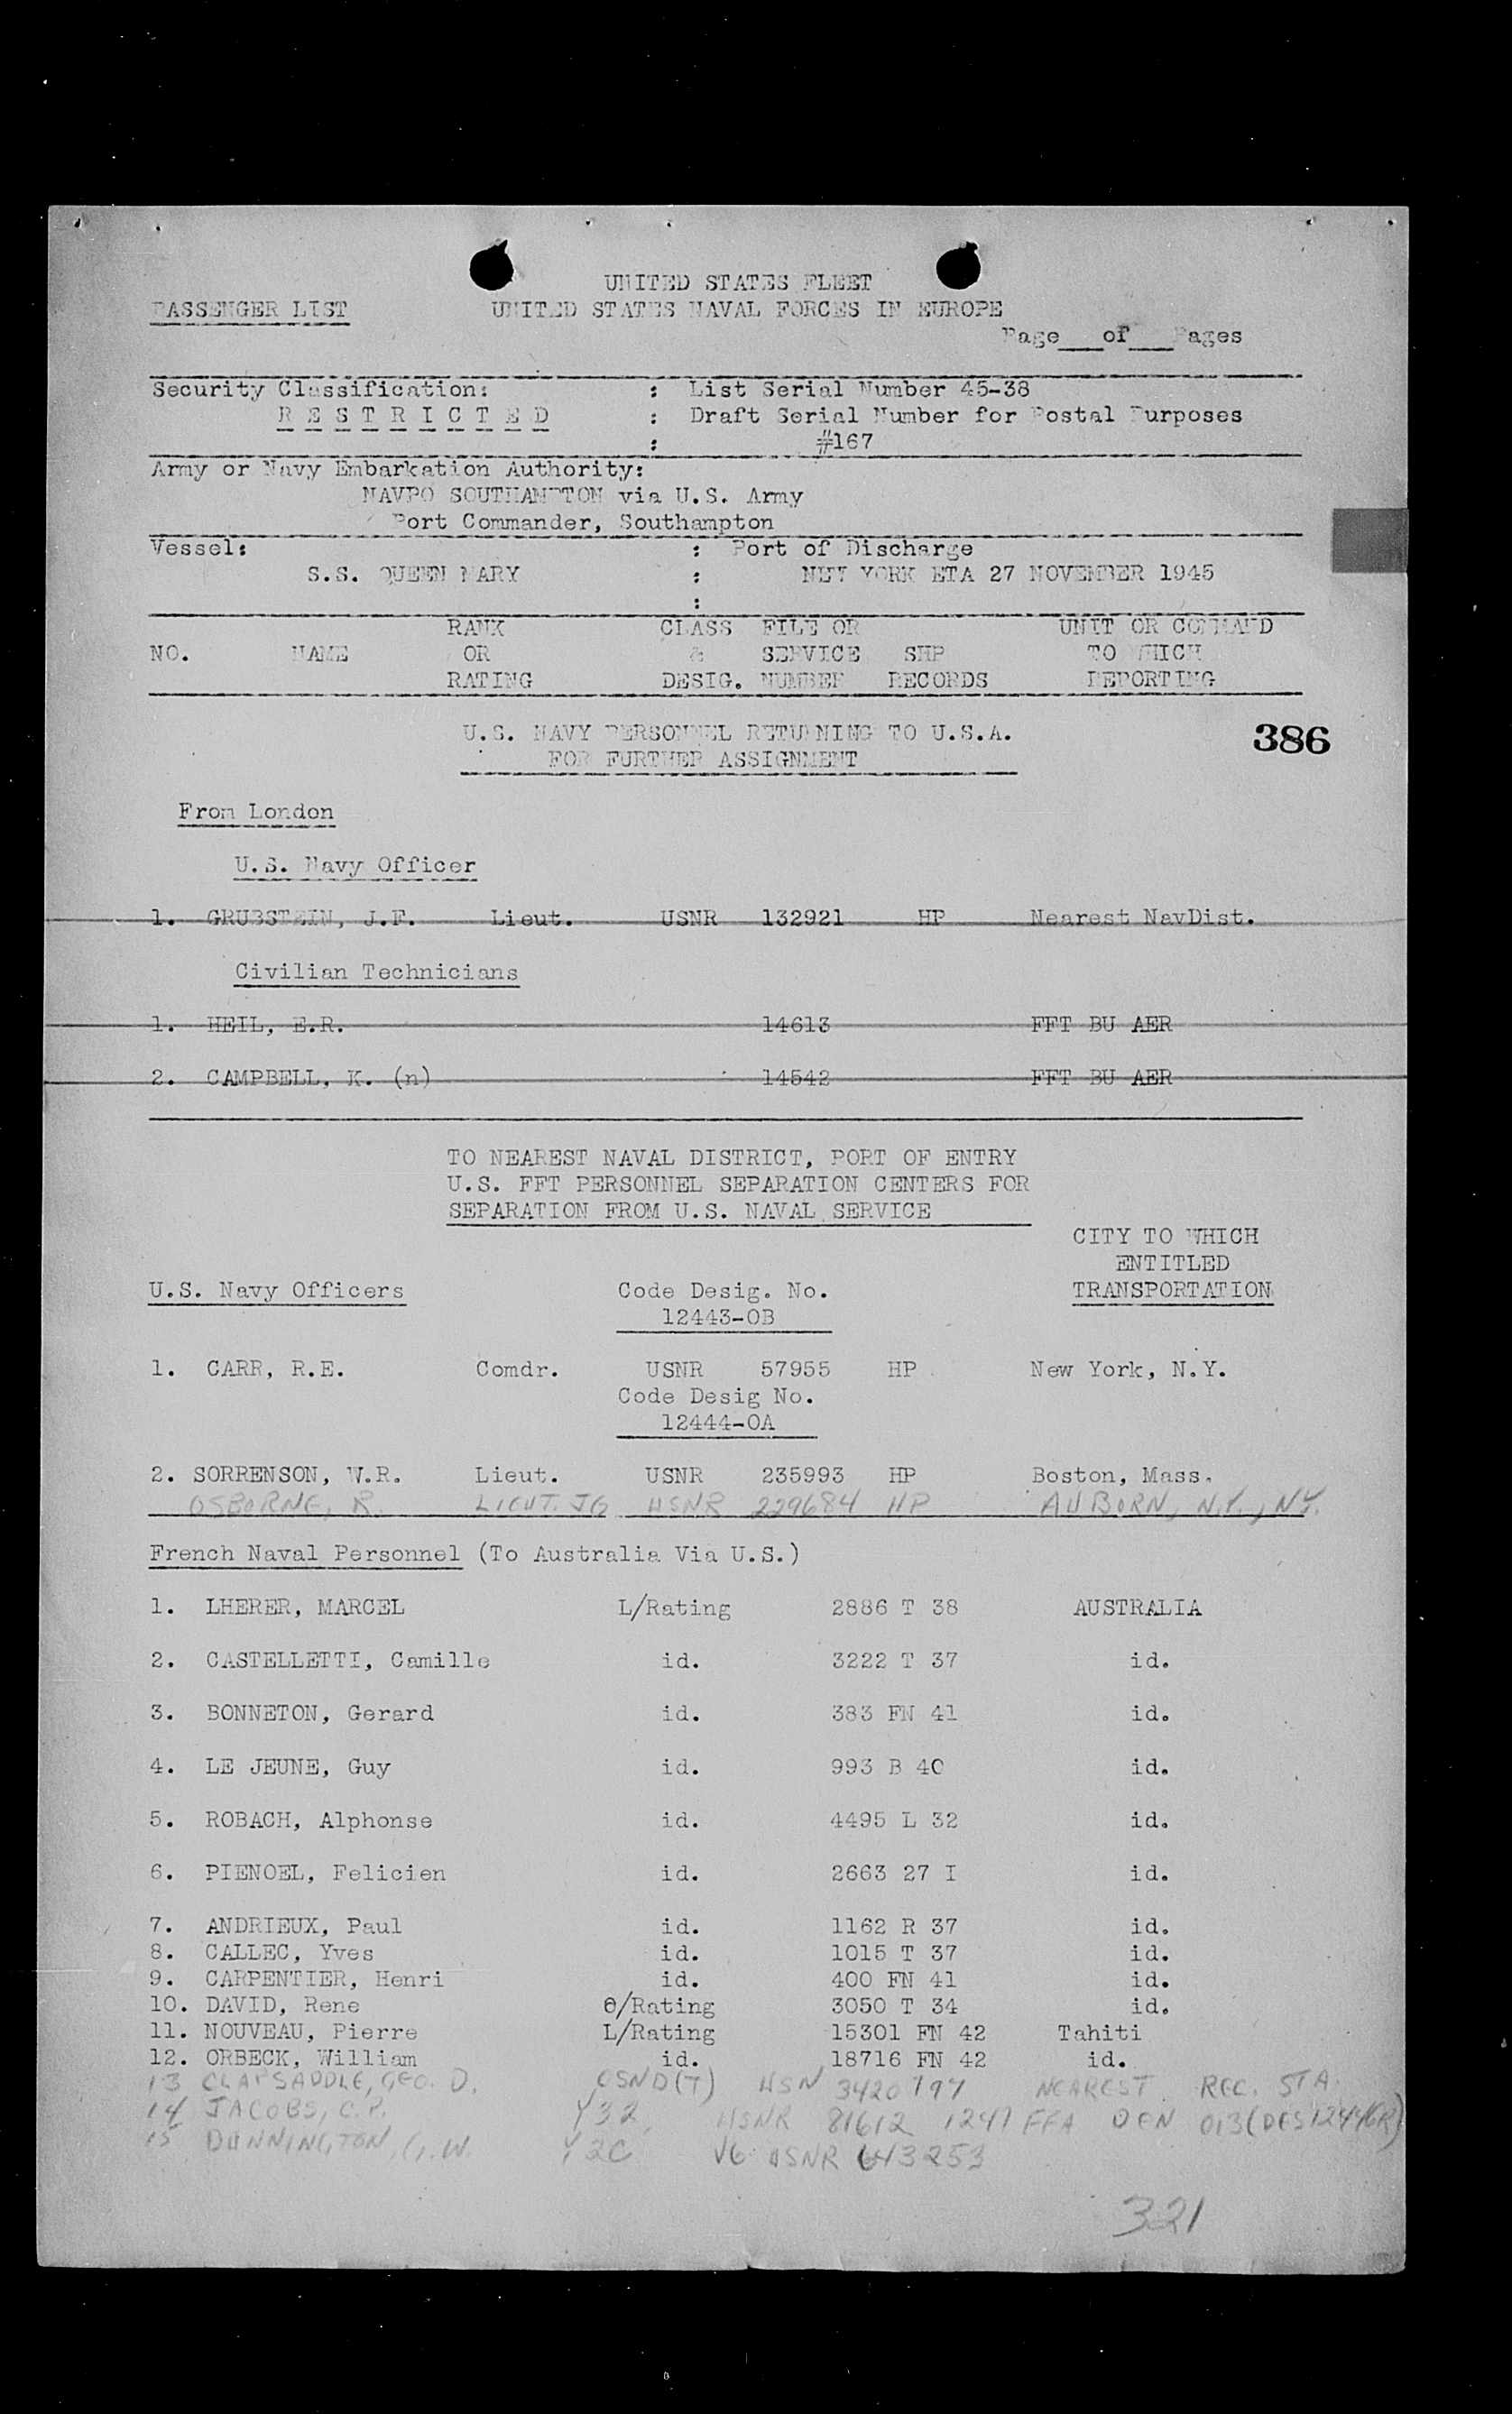 UNITED STATES FLEET
PASSENGER LIST UNITED STATES NAVAL FORCES IN EUROPE
Page___of___Pages
Security Classification: : List Serial Number 45-38
R E S T R I C T E D : Draft Serial Number for Postal Purposes
: #167
Army or Navy Embarkation Authority:
NAVPO SOUTHAMPTON via U.S. Army
Port Commander, Southampton
Vessel: : Port of Discharge
S.S. QUEEN MARY : NEW YORK ETA 27 NOVEMBER 1945
:
RANK CLASS FILE OR UNIT OR COMMAND
NO. NAME OR & SERVICE SHP TO WHICH
RATING DESIG. NUMBER RECORDS REPORTING
U.S. NAVY PERSONNEL RETURNING TO U.S.A. 386
FOR FURTHER ASSIGNMENT
From London
U.S. Navy Officer
1. GRUBSTEIN, J.F. Lieut. USNR 132921 HP Nearest NavDist.
Civilian Technicians
1. HEIL, E.R. 14613 FFT BU AER
2. CAMPBELL, K. (n) 14542 FFT BU AER
TO NEAREST NAVAL DISTRICT, PORT OF ENTRY
U.S. FFT PERSONNEL SEPARATION CENTERS FOR
SEPARATION FROM U.S. NAVAL SERVICE
CITY TO WHICH
ENTITLED
U.S. Navy Officers Code Desig. No. TRANSPORTATION
12443-OB
1. CARR, R.E. Comdr. USNR 57955 HP New York, N.Y.
Code Desig No.
12444-OA
2. SORRENSON, W.R. Lieut. USNR 235993 HP Boston, Mass.
OSBORNE, R. LIEUT. JG USNR 229684 HP AUBORN, N.Y., NY.
French Naval Personnel (To Australia Via U.S.)
1. LHERER, MARCEL L/Rating 2886 T 38 AUSTRALIA
2. CASTELLETTI, Camille id. 3222 T 37 id.
3. BONNETON, Gerard id. 383 FN 41 id.
4. LE JEUNE, Guy id. 993 B 40 id.
5. ROBACH, Alphonse id. 4495 L 32 id.
6. PIENOEL, Felicien id. 2663 27 I id.
7. ANDRIEUX, Paul id. 1162 R 37 id.
8. CALLEC, Yves id. 1015 T 37 id.
9. CARPENTIER, Henri id. 400 FN 41 id.
10. DAVID, Rene θ/Rating 3050 T 34 id.
11. NOUVEAU, Pierre L/Rating 15301 FN 42 Tahiti
12. ORBECK, William id. 18716 FN 42 id.
13 CLAPSADDLE, GEO. D. CSND(T) USN 3420797 NEAREST REC. STA.
14 JACOBS, C.P. Y32 USNR 81612 1247 FFA DEN 013(DES12446R)
15 DUNNINGTON, G.W. Y2C V6 USNR 643253
321